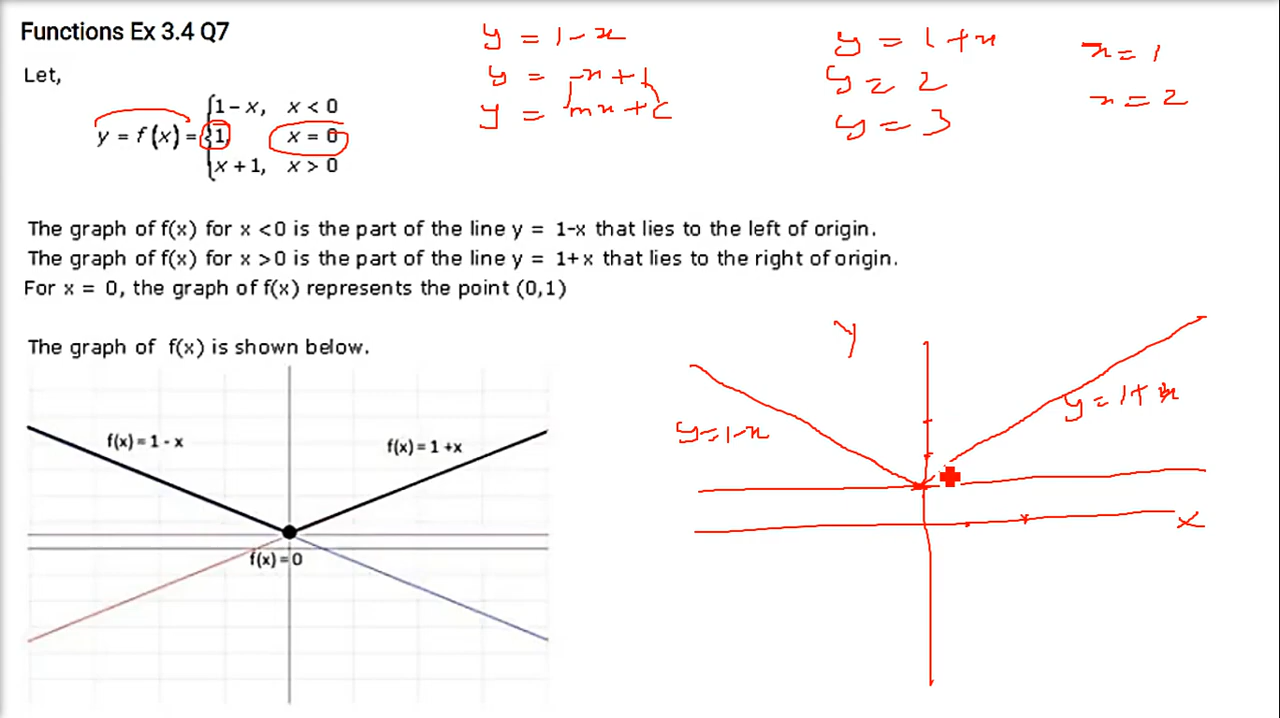 Functions Ex 3.4 Q7
Let,
y = f(x) = { 1 - x, x < 0
1, x = 0
x + 1, x > 0
y = 1 - x
y = -x + 1
y = mx + c
y = 1 + x
y = 2
y = 3
x = 1
x = 2
The graph of f(x) for x <0 is the part of the line y = 1-x that lies to the left of origin.
The graph of f(x) for x >0 is the part of the line y = 1+x that lies to the right of origin.
For x = 0, the graph of f(x) represents the point (0,1)
The graph of f(x) is shown below.
f(x) = 1 - x
f(x) = 1 +x
f(x) = 0
y
y = 1 - x
y = 1 + x
x